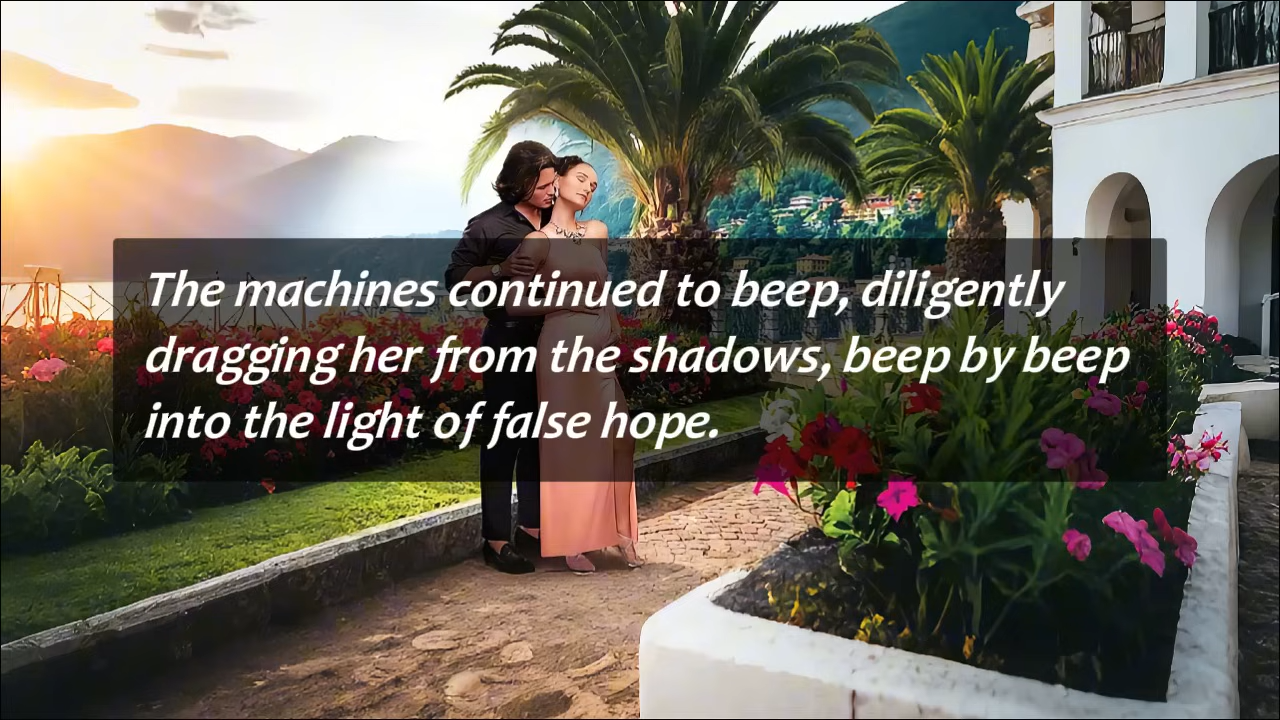 The machines continued to beep, diligently
dragging her from the shadows, beep by beep
into the light of false hope.